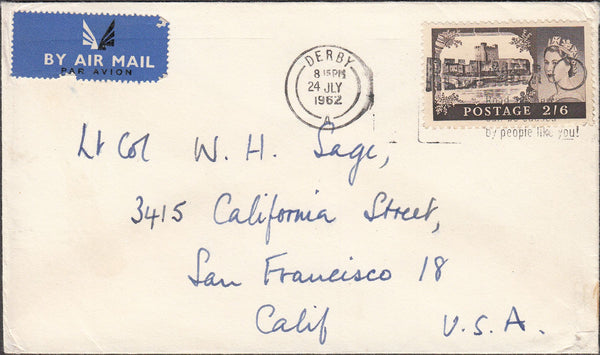 BY AIR MAIL
PAR AVION
DERBY
8 15 PM
24 JLY
1962
A
POSTAGE 2/6
by people like you!
Lt Col W. H. Sage,
3415 California Street,
San Francisco 18
Calif U.S.A.